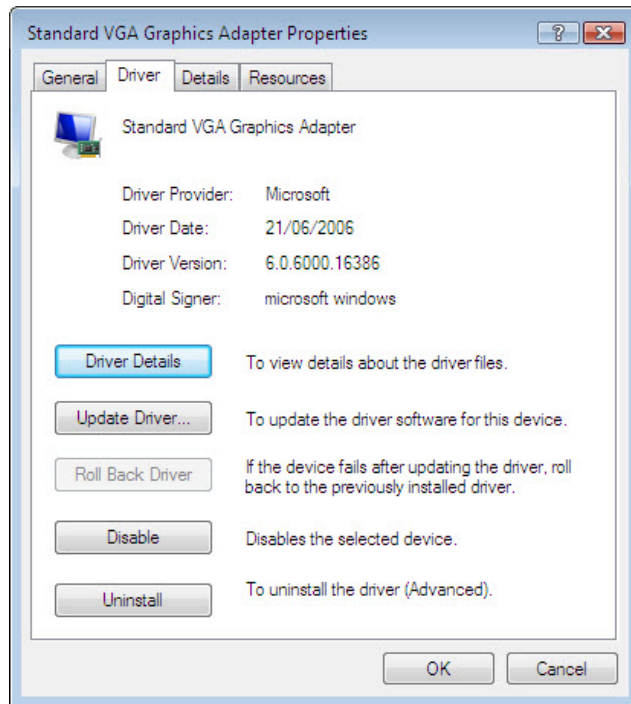 Standard VGA Graphics Adapter Properties
General Driver Details Resources
Standard VGA Graphics Adapter
Driver Provider: Microsoft
Driver Date: 21/06/2006
Driver Version: 6.0.6000.16386
Digital Signer: microsoft windows
Driver Details To view details about the driver files.
Update Driver... To update the driver software for this device.
Roll Back Driver If the device fails after updating the driver, roll
back to the previously installed driver.
Disable Disables the selected device.
Uninstall To uninstall the driver (Advanced).
OK Cancel